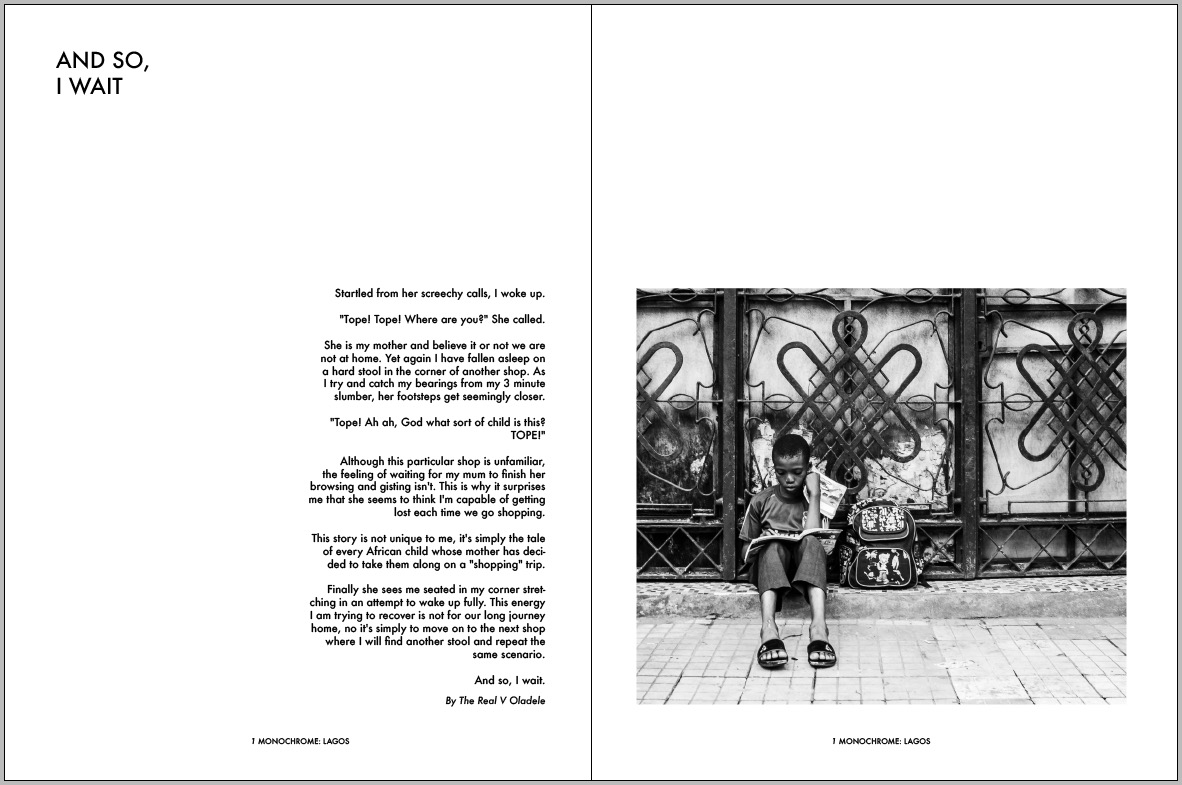 AND SO,
I WAIT
Startled from her screechy calls, I woke up.
"Tope! Tope! Where are you?" She called.
She is my mother and believe it or not we are
not at home. Yet again I have fallen asleep on
a hard stool in the corner of another shop. As
I try and catch my bearings from my 3 minute
slumber, her footsteps get seemingly closer.
"Tope! Ah ah, God what sort of child is this?
TOPE!"
Although this particular shop is unfamiliar,
the feeling of waiting for my mum to finish her
browsing and gisting isn't. This is why it surprises
me that she seems to think I'm capable of getting
lost each time we go shopping.
This story is not unique to me, it's simply the tale
of every African child whose mother has deci-
ded to take them along on a "shopping" trip.
Finally she sees me seated in my corner stret-
ching in an attempt to wake up fully. This energy
I am trying to recover is not for our long journey
home, no it's simply to move on to the next shop
where I will find another stool and repeat the
same scenario.
And so, I wait.
By The Real V Oladele
1 MONOCHROME: LAGOS
1 MONOCHROME: LAGOS